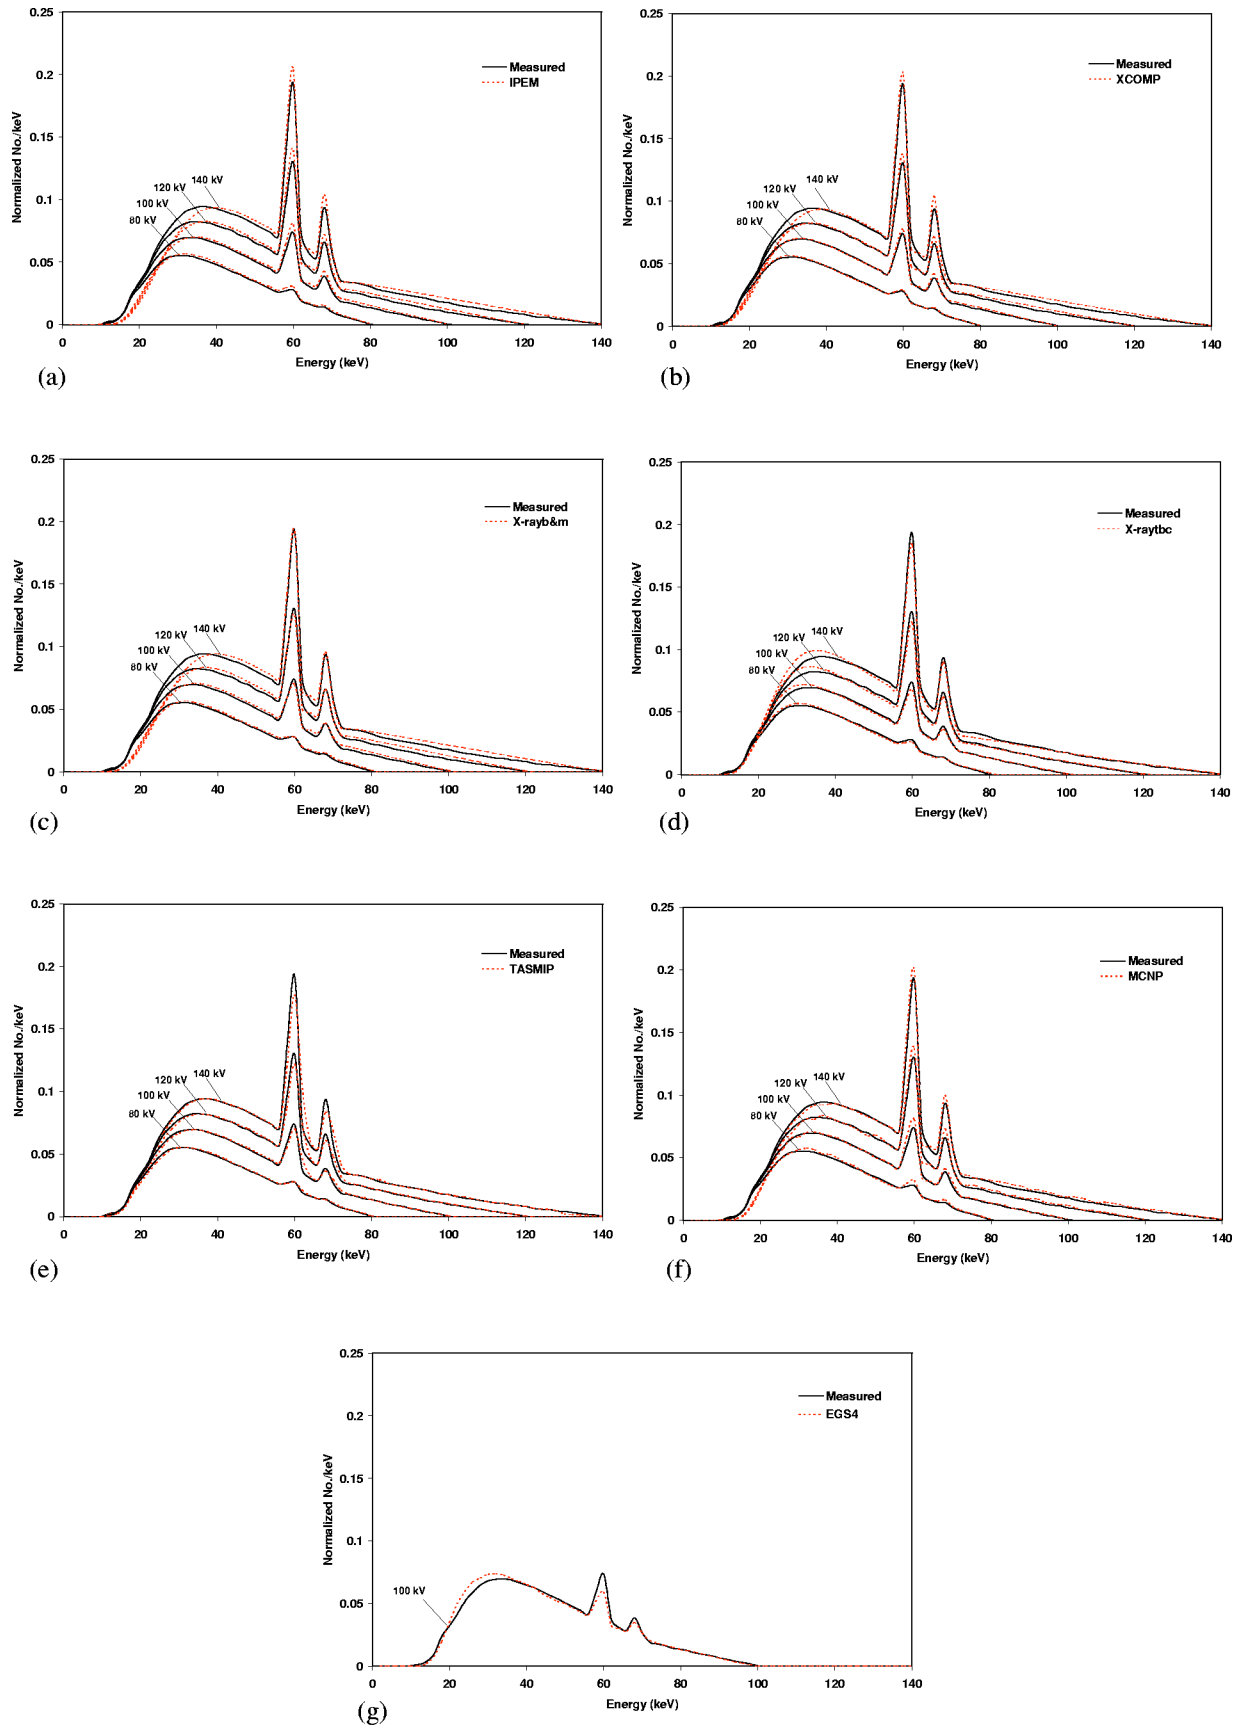 0.25
0.2
0.15
0.1
0.05
0
Normalized No./keV
Measured
IPEM
140 kV
120 kV
100 kV
80 kV
0 20 40 60 80 100 120 140
Energy (keV)
(a)
0.25
0.2
0.15
0.1
0.05
0
Normalized No./keV
Measured
XCOMP
140 kV
120 kV
100 kV
80 kV
0 20 40 60 80 100 120 140
Energy (keV)
(b)
0.25
0.2
0.15
0.1
0.05
0
Normalized No./keV
Measured
X-rayb&m
140 kV
120 kV
100 kV
80 kV
0 20 40 60 80 100 120 140
Energy (keV)
(c)
0.25
0.2
0.15
0.1
0.05
0
Normalized No./keV
Measured
X-raytbc
140 kV
120 kV
100 kV
80 kV
0 20 40 60 80 100 120 140
Energy (keV)
(d)
0.25
0.2
0.15
0.1
0.05
0
Normalized No./keV
Measured
TASMIP
140 kV
120 kV
100 kV
80 kV
0 20 40 60 80 100 120 140
Energy (keV)
(e)
0.25
0.2
0.15
0.1
0.05
0
Normalized No./keV
Measured
MCNP
140 kV
120 kV
100 kV
80 kV
0 20 40 60 80 100 120 140
Energy (keV)
(f)
0.25
0.2
0.15
0.1
0.05
0
Normalized No./keV
Measured
EGS4
100 kV
0 20 40 60 80 100 120 140
Energy (keV)
(g)